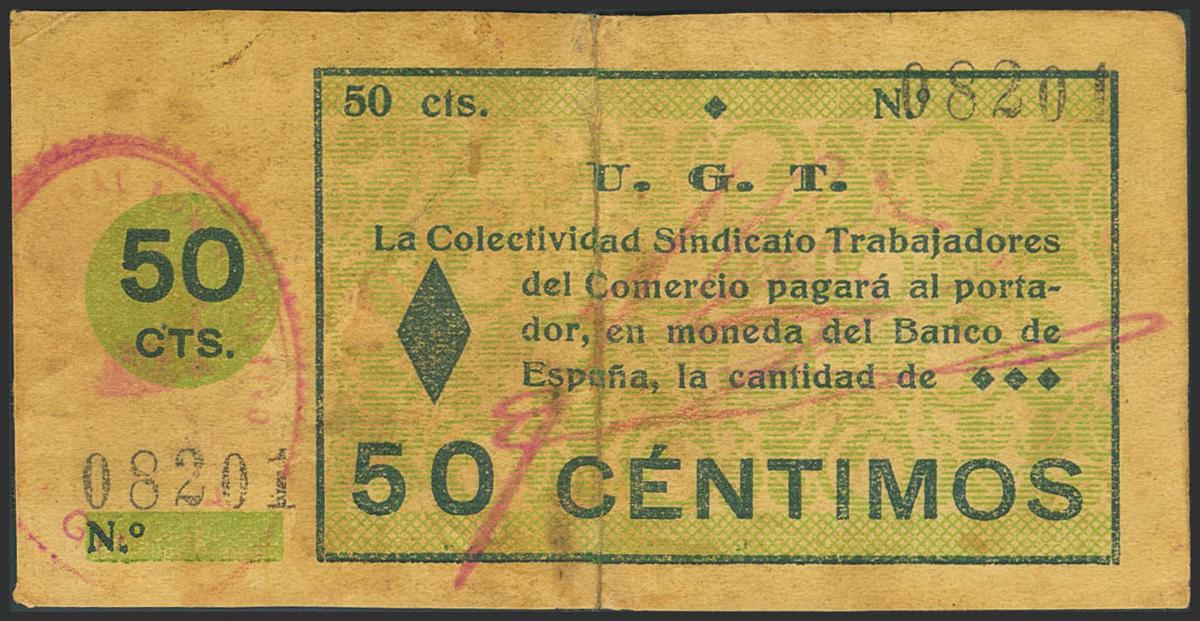 50 cts.
N.º 08201
U. G. T.
La Colectividad Sindicato Trabajadores
del Comercio pagará al porta-
dor, en moneda del Banco de
España, la cantidad de
50 CÉNTIMOS
50
CTS.
08201
N.º